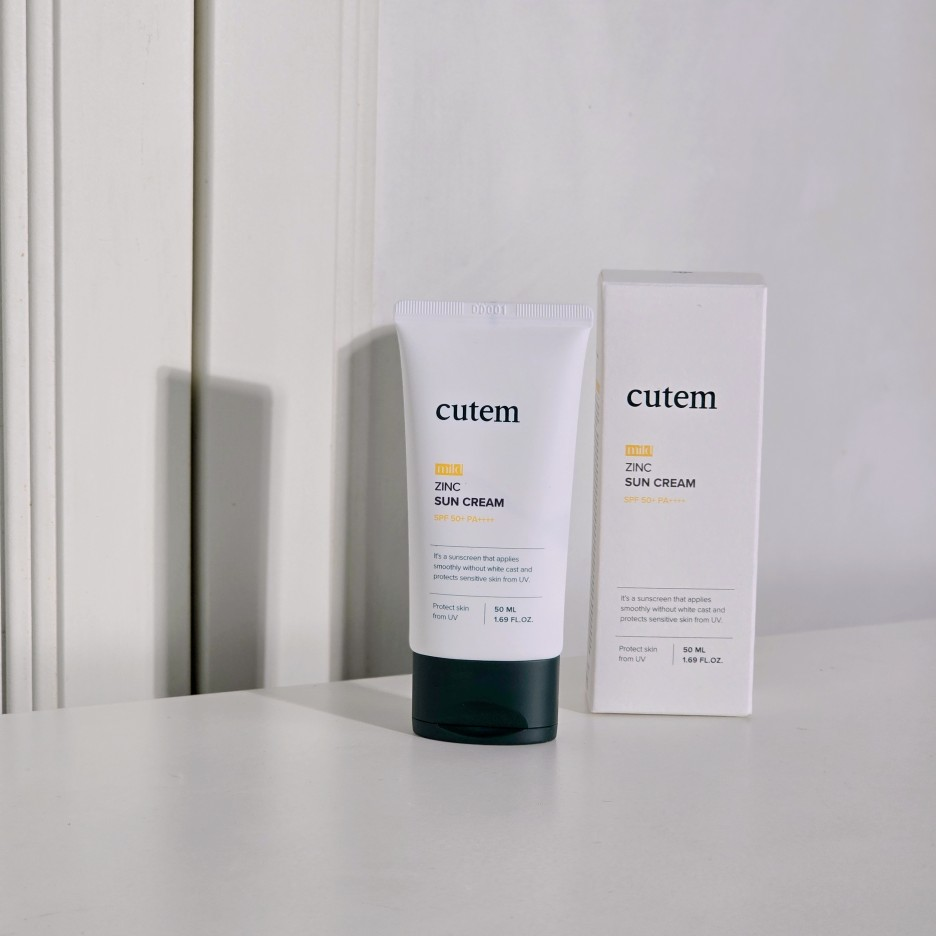 00001
cutem
mild
ZINC
SUN CREAM
SPF 50+ PA++++
It's a sunscreen that applies
smoothly without white cast and
protects sensitive skin from UV.
Protect skin
from UV
50 ML
1.69 FL.OZ.
cutem
mild
ZINC
SUN CREAM
SPF 50+ PA++++
It's a sunscreen that applies
smoothly without white cast and
protects sensitive skin from UV.
Protect skin
from UV
50 ML
1.69 FL.OZ.